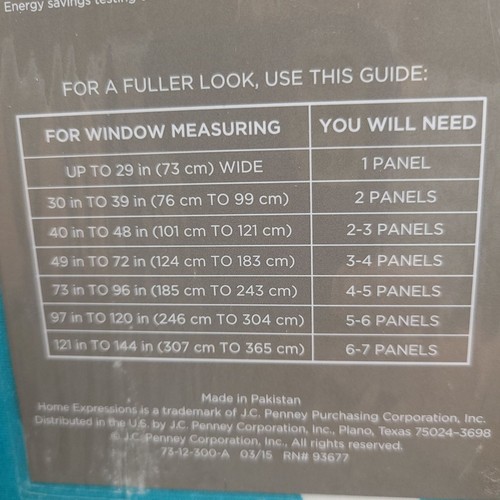 Energy savings testing
FOR A FULLER LOOK, USE THIS GUIDE:
FOR WINDOW MEASURING YOU WILL NEED
UP TO 29 in (73 cm) WIDE 1 PANEL
30 in TO 39 in (76 cm TO 99 cm) 2 PANELS
40 in TO 48 in (101 cm TO 121 cm) 2-3 PANELS
49 in TO 72 in (124 cm TO 183 cm) 3-4 PANELS
73 in TO 96 in (185 cm TO 243 cm) 4-5 PANELS
97 in TO 120 in (246 cm TO 304 cm) 5-6 PANELS
121 in TO 144 in (307 cm TO 365 cm) 6-7 PANELS
Made in Pakistan
Home Expressions is a trademark of J.C. Penney Purchasing Corporation, Inc.
Distributed in the U.S. by J.C. Penney Corporation, Inc., Plano, Texas 75024-3698
© J.C. Penney Corporation, Inc., All rights reserved.
73-12-300-A 03/15 RN# 93677